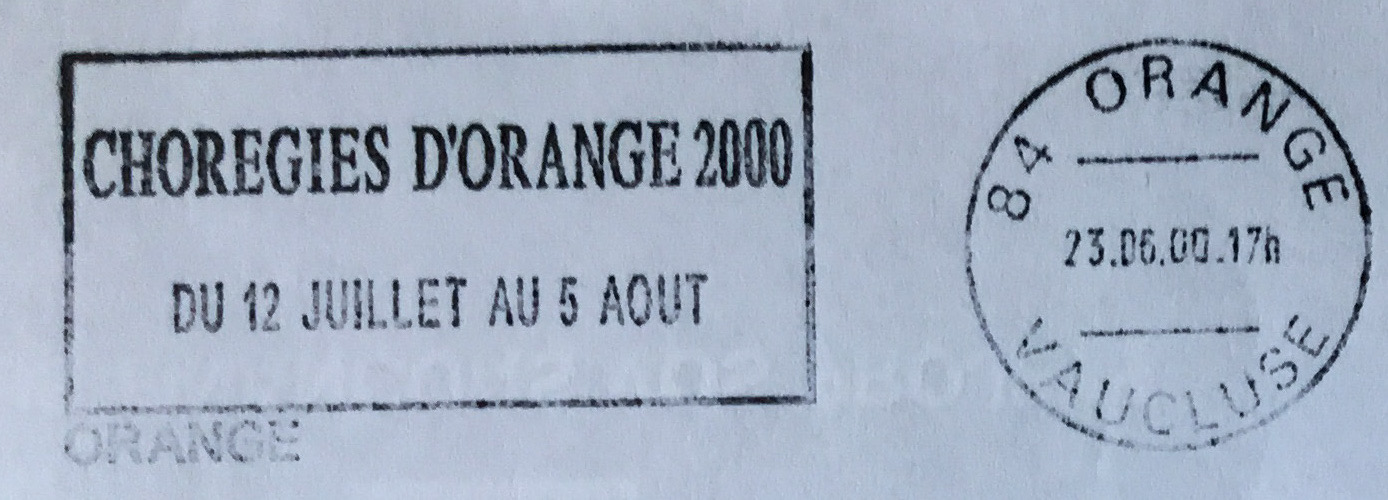 CHOREGIES D'ORANGE 2000
DU 12 JUILLET AU 5 AOUT
ORANGE
84 ORANGE
23.06.00.17h
VAUCLUSE